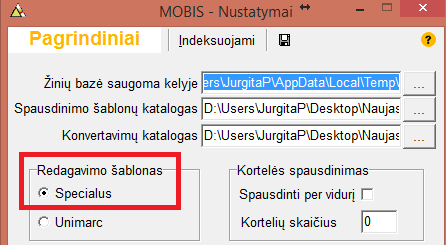 MOBIS - Nustatymai
Pagrindiniai Indeksuojami ?
Žinių bazė saugoma kelyje ers\JurgitaP\AppData\Local\Temp\ ...
Spausdinimo šablonų katalogas D:\Users\JurgitaP\Desktop\Naujas ...
Konvertavimų katalogas D:\Users\JurgitaP\Desktop\Naujas ...
Redagavimo šablonas
Specialus
Unimarc
Kortelės spausdinimas
Spausdinti per vidurį
Kortelių skaičius 0